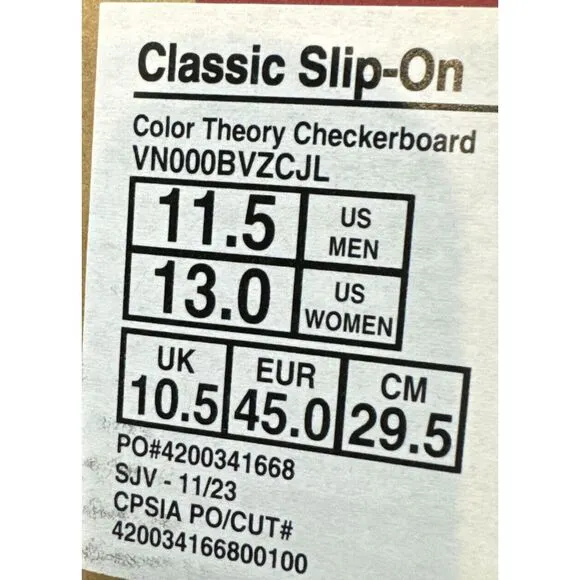 Classic Slip-On
Color Theory Checkerboard
VN000BVZCJL
11.5 US MEN
13.0 US WOMEN
UK 10.5 EUR 45.0 CM 29.5
PO#4200341668
SJV - 11/23
CPSIA PO/CUT#
420034166800100